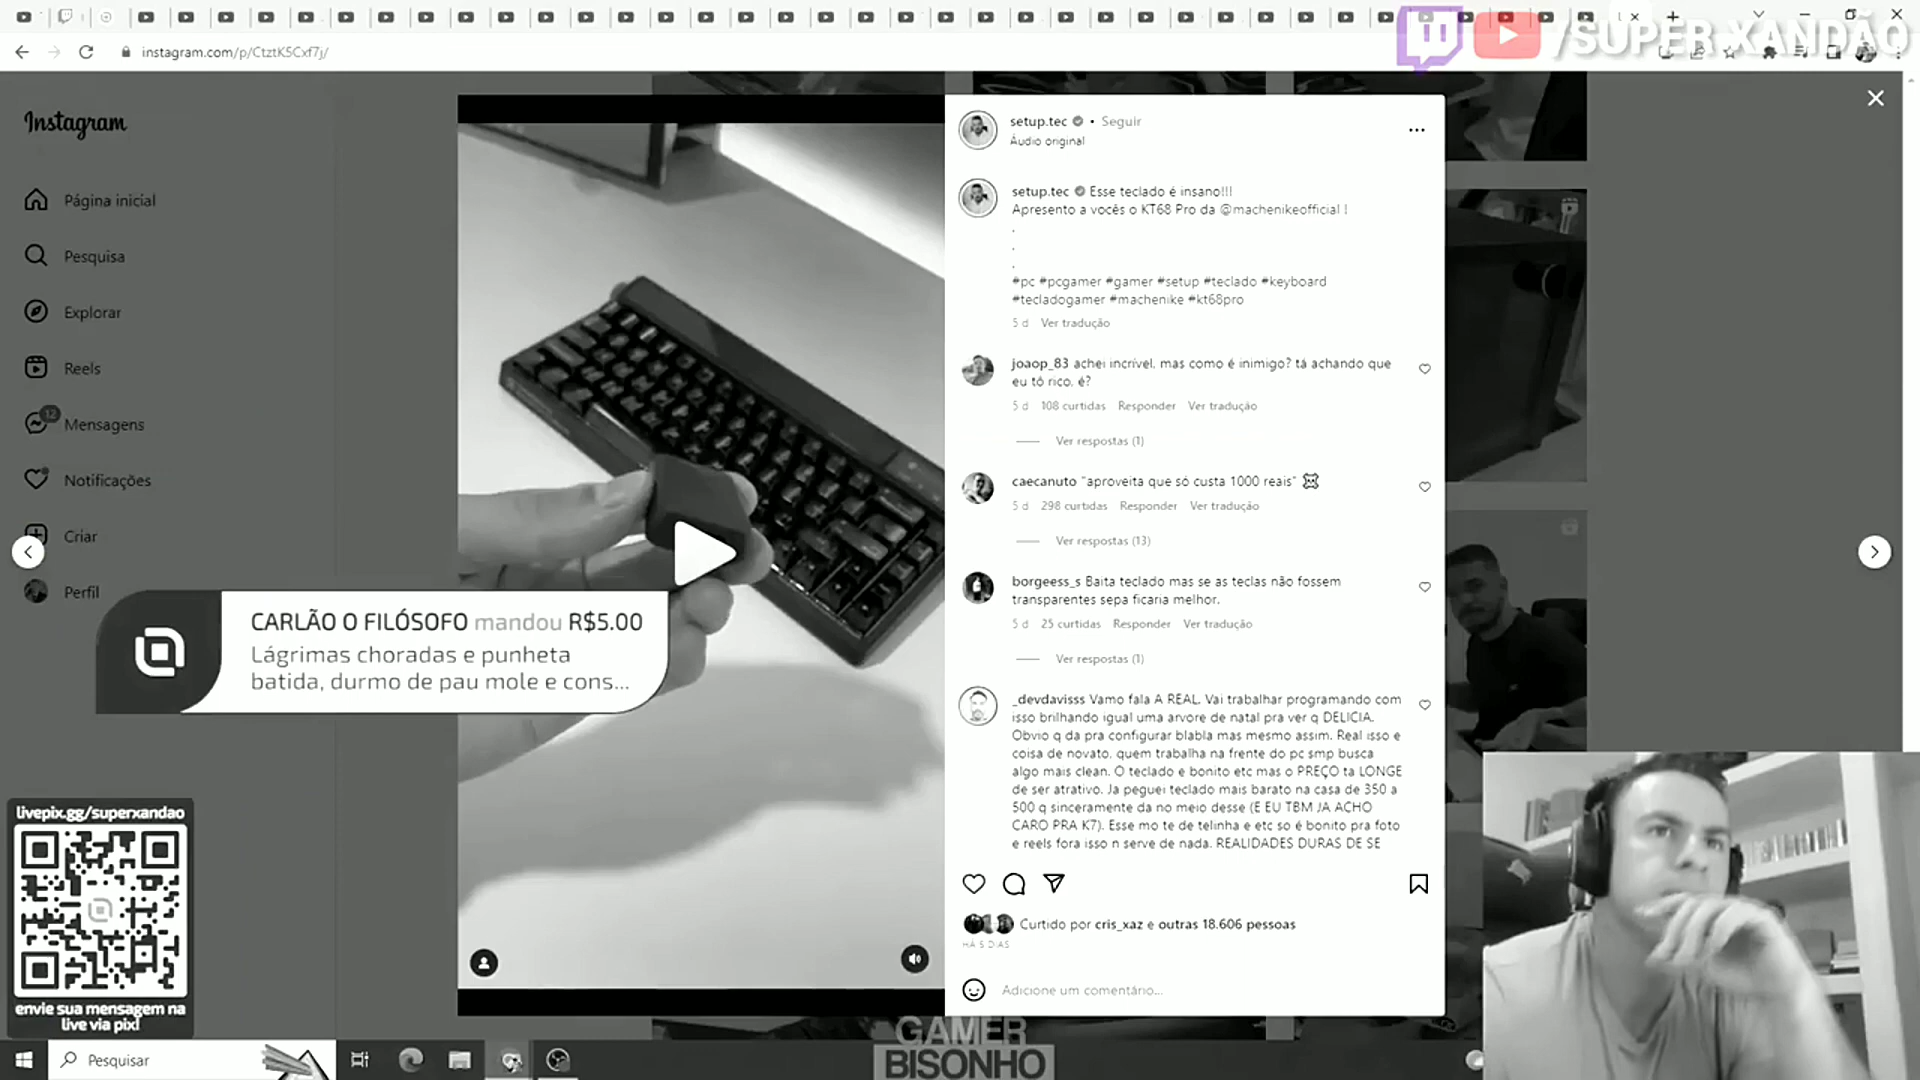 instagram.com/p/CtztK5Cxf7j/
/SUPER XANDÃO
Instagram
Página inicial
Pesquisa
Explorar
Reels
12
Mensagens
Notificações
Criar
Perfil
setup.tec • Seguir
Áudio original
setup.tec Esse teclado é insano!!!
Apresento a vocês o KT68 Pro da @machenikeofficial !
.
.
.
#pc #pcgamer #gamer #setup #teclado #keyboard
#tecladogamer #machenike #kt68pro
5 d Ver tradução
joaop_83 achei incrível, mas como é inimigo? tá achando que
eu tô rico, é?
5 d 108 curtidas Responder Ver tradução
Ver respostas (1)
caecanuto "aproveita que só custa 1000 reais"
5 d 298 curtidas Responder Ver tradução
Ver respostas (13)
borgeess_s Baita teclado mas se as teclas não fossem
transparentes sepa ficaria melhor.
5 d 25 curtidas Responder Ver tradução
Ver respostas (1)
_devdavisss Vamo fala A REAL. Vai trabalhar programando com
isso brilhando igual uma arvore de natal pra ver q DELICIA.
Obvio q da pra configurar blabla mas mesmo assim. Real isso e
coisa de novato, quem trabalha na frente do pc smp busca
algo mais clean. O teclado e bonito etc mas o PREÇO ta LONGE
de ser atrativo. Ja peguei teclado mais barato na casa de 350 a
500 q sinceramente da no meio desse (E EU TBM JA ACHO
CARO PRA K7). Esse mo te de telinha e etc so é bonito pra foto
e reels fora isso n serve de nada. REALIDADES DURAS DE SE
Curtido por cris_xaz e outras 18.606 pessoas
HÁ 5 DIAS
Adicione um comentário...
CARLÃO O FILÓSOFO mandou R$5.00
Lágrimas choradas e punheta
batida, durmo de pau mole e cons...
livepix.gg/superxandao
envie sua mensagem na
live via pix!
GAMER
BISONHO
Pesquisar